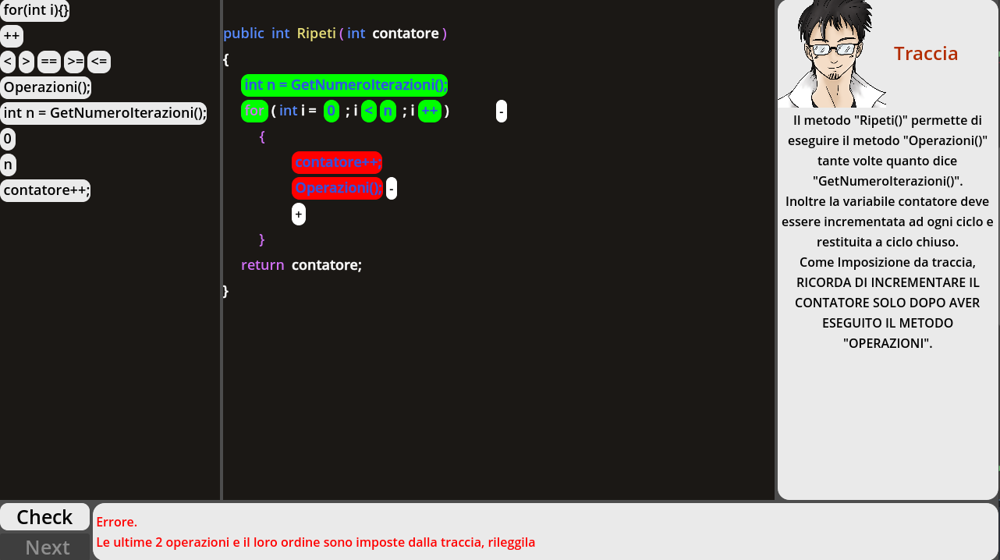 for(int i){}
++
< > == >= <=
Operazioni();
int n = GetNumeroIterazioni();
0
n
contatore++;
public int Ripeti ( int contatore )
{
int n = GetNumeroIterazioni();
for ( int i = 0 ; i < n ; i ++ ) -
{
contatore++;
Operazioni(); -
+
}
return contatore;
}
Traccia
Il metodo "Ripeti()" permette di
eseguire il metodo "Operazioni()"
tante volte quanto dice
"GetNumeroIterazioni()".
Inoltre la variabile contatore deve
essere incrementata ad ogni ciclo e
restituita a ciclo chiuso.
Come Imposizione da traccia,
RICORDA DI INCREMENTARE IL
CONTATORE SOLO DOPO AVER
ESEGUITO IL METODO
"OPERAZIONI".
Check
Next
Errore.
Le ultime 2 operazioni e il loro ordine sono imposte dalla traccia, rileggila